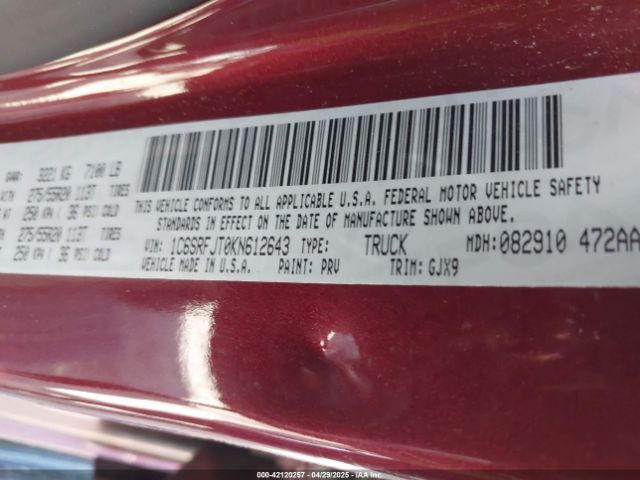 GVWR: 3221 KG 7100 LB
WITH 275/55R20 113T TIRES
AT 250 KPA ( 36 PSI) COLD
275/55R20 113T TIRES
250 KPA ( 36 PSI) COLD
THIS VEHICLE CONFORMS TO ALL APPLICABLE U.S.A. FEDERAL MOTOR VEHICLE SAFETY
STANDARDS IN EFFECT ON THE DATE OF MANUFACTURE SHOWN ABOVE.
VIN: 1C6SRFJT0KN612643 TYPE: TRUCK MDH: 082910 472AA
VEHICLE MADE IN U.S.A. PAINT: PRV TRIM: GJX9
000-42120257 - 04/29/2025 - IAA Inc.